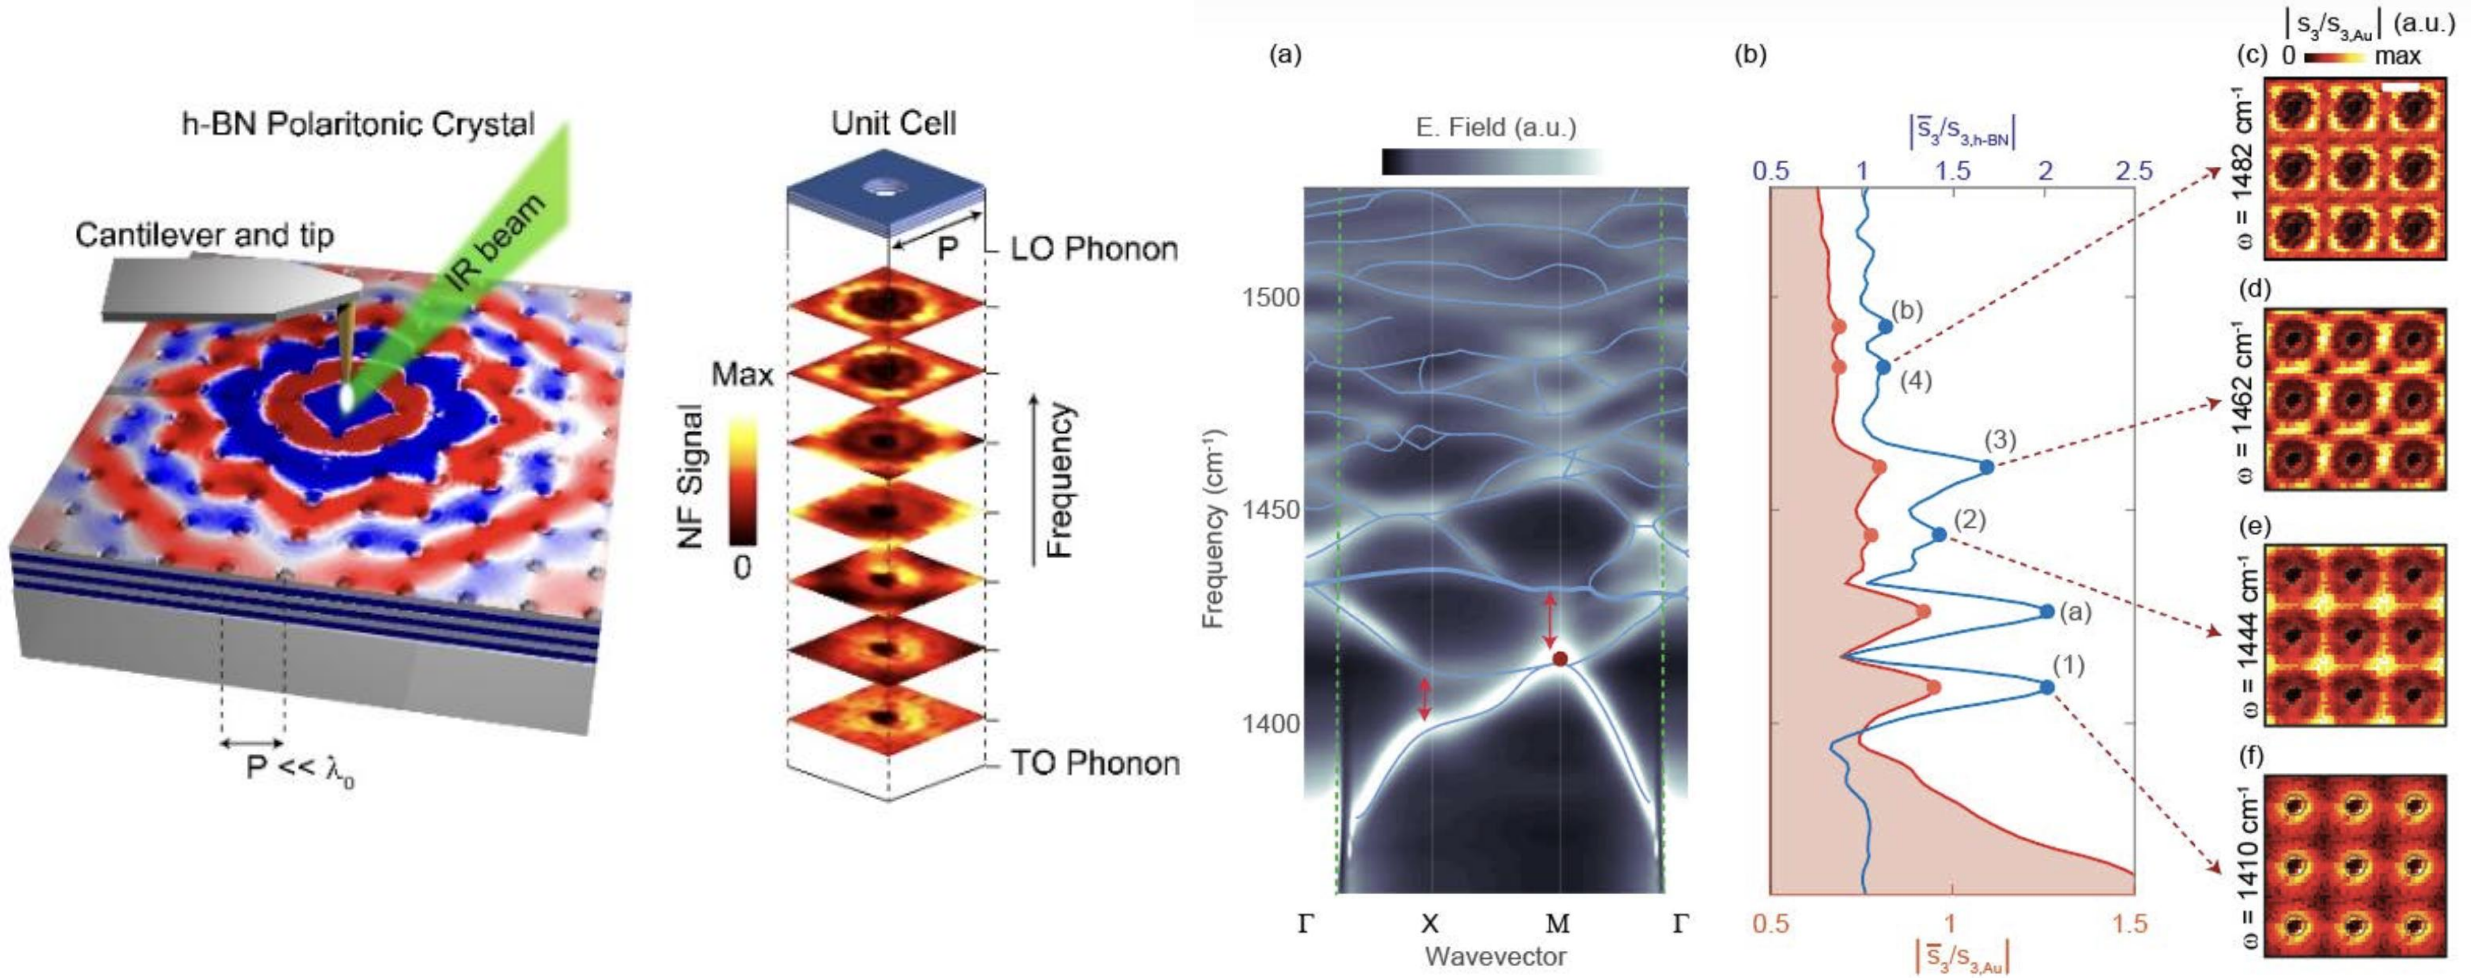 h-BN Polaritonic Crystal
Cantilever and tip
IR beam
P << λ₀
Unit Cell
P
LO Phonon
Max
NF Signal
0
Frequency
TO Phonon
(a)
E. Field (a.u.)
Frequency (cm⁻¹)
1500
1450
1400
Γ X M Γ
Wavevector
(b)
|s̅₃/s₃,h-BN|
0.5 1 1.5 2 2.5
(b)
(4)
(3)
(2)
(a)
(1)
0.5 1 1.5
|s̅₃/s₃,Au|
|s₃/s₃,Au| (a.u.)
(c) 0 max
ω = 1482 cm⁻¹
(d)
ω = 1462 cm⁻¹
(e)
ω = 1444 cm⁻¹
(f)
ω = 1410 cm⁻¹